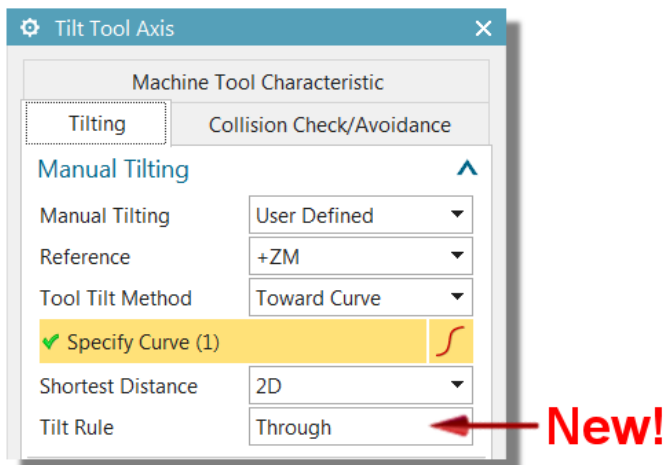 Tilt Tool Axis
Machine Tool Characteristic
Tilting Collision Check/Avoidance
Manual Tilting
Manual Tilting User Defined
Reference +ZM
Tool Tilt Method Toward Curve
Specify Curve (1)
Shortest Distance 2D
Tilt Rule Through New!